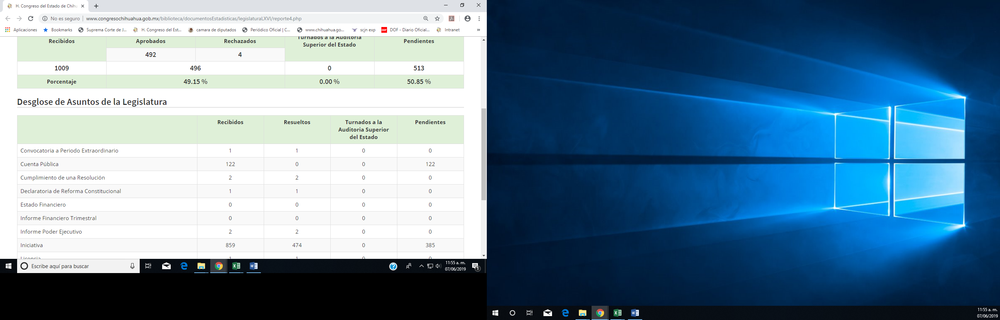 H. Congreso del Estado de Chihu
No es seguro | www.congresochihuahua.gob.mx/biblioteca/documentosEstadisticas/legislaturaLXVI/reporte4.php
Aplicaciones Bookmarks Suprema Corte de J... H. Congreso del Est... camara de diputados Periódico Oficial | C... www.chihuahua.go... scjn exp DOF DOF - Diario Oficial... Intranet »
Recibidos Aprobados Rechazados Turnados a la Auditoria Superior del Estado Pendientes
492 4
1009 496 0 513
Porcentaje 49.15 % 0.00 % 50.85 %
Desglose de Asuntos de la Legislatura
Recibidos Resueltos Turnados a la Auditoria Superior del Estado Pendientes
Convocatoria a Periodo Extraordinario 1 1 0 0
Cuenta Pública 122 0 0 122
Cumplimiento de una Resolución 2 2 0 0
Declaratoria de Reforma Constitucional 1 1 0 0
Estado Financiero 0 0 0 0
Informe Financiero Trimestral 0 0 0 0
Informe Poder Ejecutivo 2 2 0 0
Iniciativa 859 474 0 385
Licencia 1 1 0 0
Escribe aquí para buscar
11:55 a. m.
07/06/2019
1
11:55 a. m.
07/06/2019